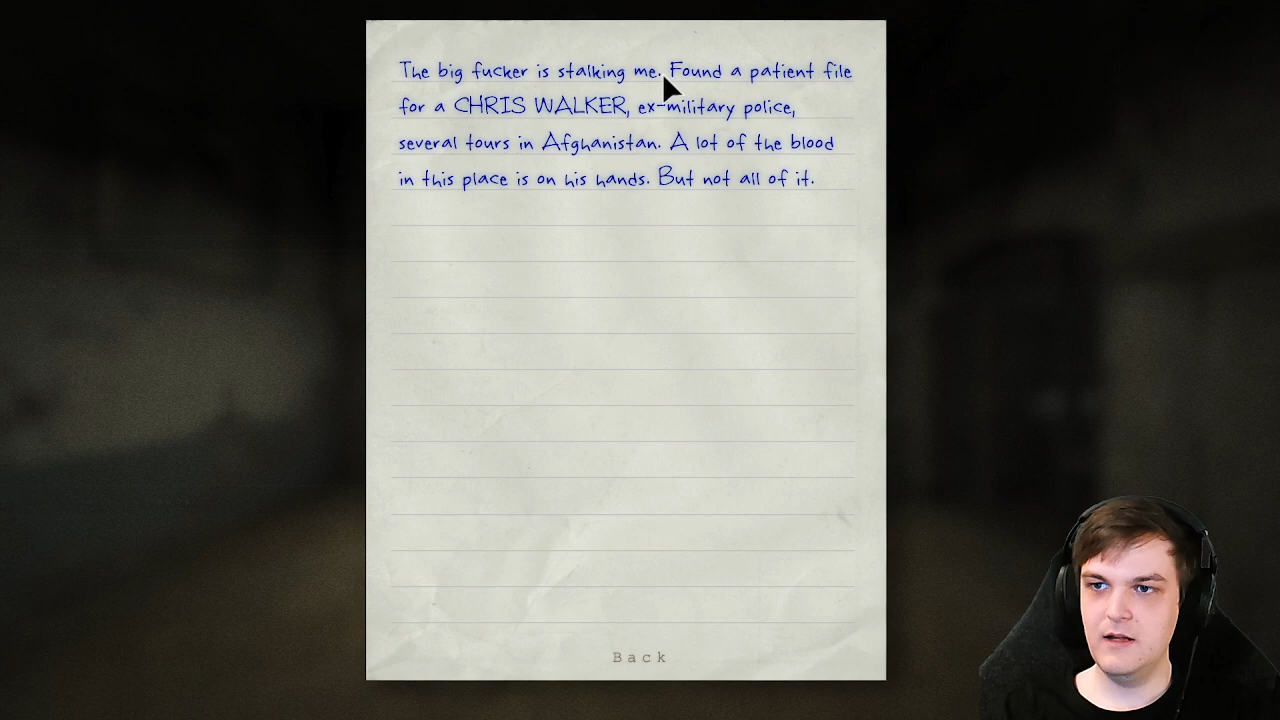 The big fucker is stalking me. Found a patient file
for a CHRIS WALKER, ex-military police,
several tours in Afghanistan. A lot of the blood
in this place is on his hands. But not all of it.
Back